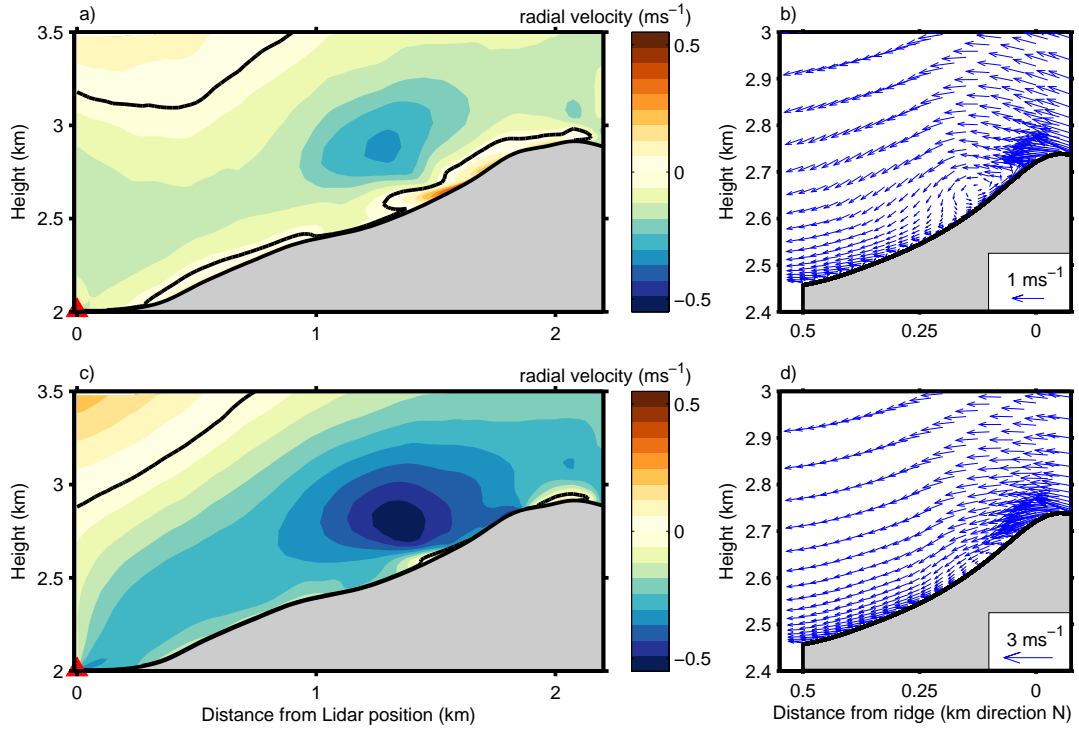 a)
radial velocity (ms−1)
b)
3.5
3
2.5
2
Height (km)
0
1
2
0.5
0
−0.5
3
2.9
2.8
2.7
2.6
2.5
2.4
Height (km)
0.5
0.25
0
1 ms−1
c)
radial velocity (ms−1)
d)
3.5
3
2.5
2
Height (km)
0
1
2
Distance from Lidar position (km)
0.5
0
−0.5
3
2.9
2.8
2.7
2.6
2.5
2.4
Height (km)
0.5
0.25
0
Distance from ridge (km direction N)
3 ms−1